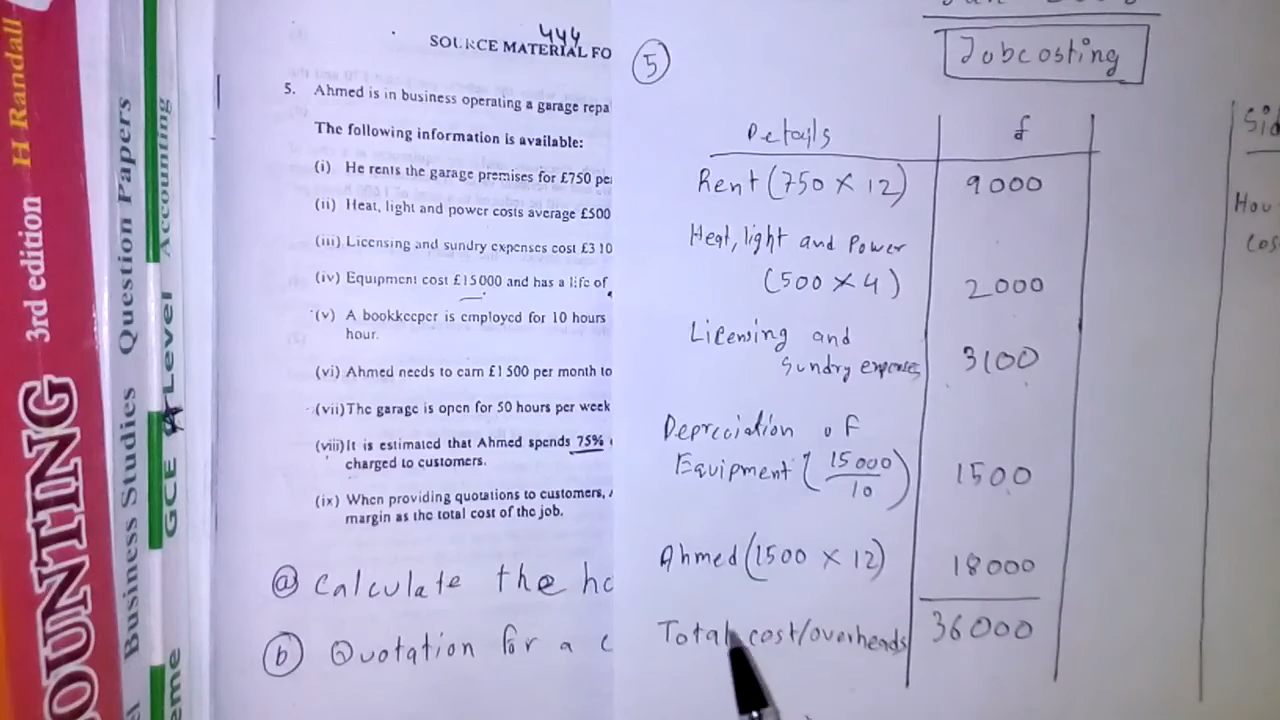 H Randall
3rd edition
OUNTING
Question Papers
Business Studies
Accounting
GCE A Level
444
SOURCE MATERIAL FO
5. Ahmed is in business operating a garage repa
The following information is available:
(i) He rents the garage premises for £750 pe
(ii) Heat, light and power costs average £500
(iii) Licensing and sundry expenses cost £3 10
(iv) Equipment cost £15 000 and has a life of
(v) A bookkeeper is employed for 10 hours
hour.
(vi) Ahmed needs to earn £1 500 per month to
(vii) The garage is open for 50 hours per week
(viii) It is estimated that Ahmed spends 75%
charged to customers.
(ix) When providing quotations to customers,
margin as the total cost of the job.
(a) Calculate the ho
(b) Quotation for a
(5)
Jobcosting
Details £
Rent (750 × 12) 9000
Heat, light and Power
(500 × 4) 2000
Licensing and
Sundry expenses 3100
Depreciation of
Equipment (15000/10) 1500
Ahmed (1500 × 12) 18000
Total cost/overheads 36000
Hou
cos